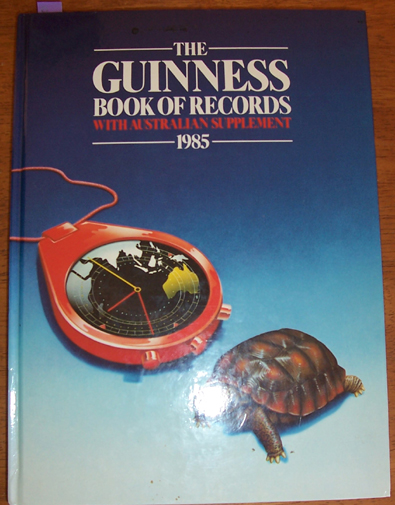 THE
GUINNESS
BOOK OF RECORDS
WITH AUSTRALIAN SUPPLEMENT
1985